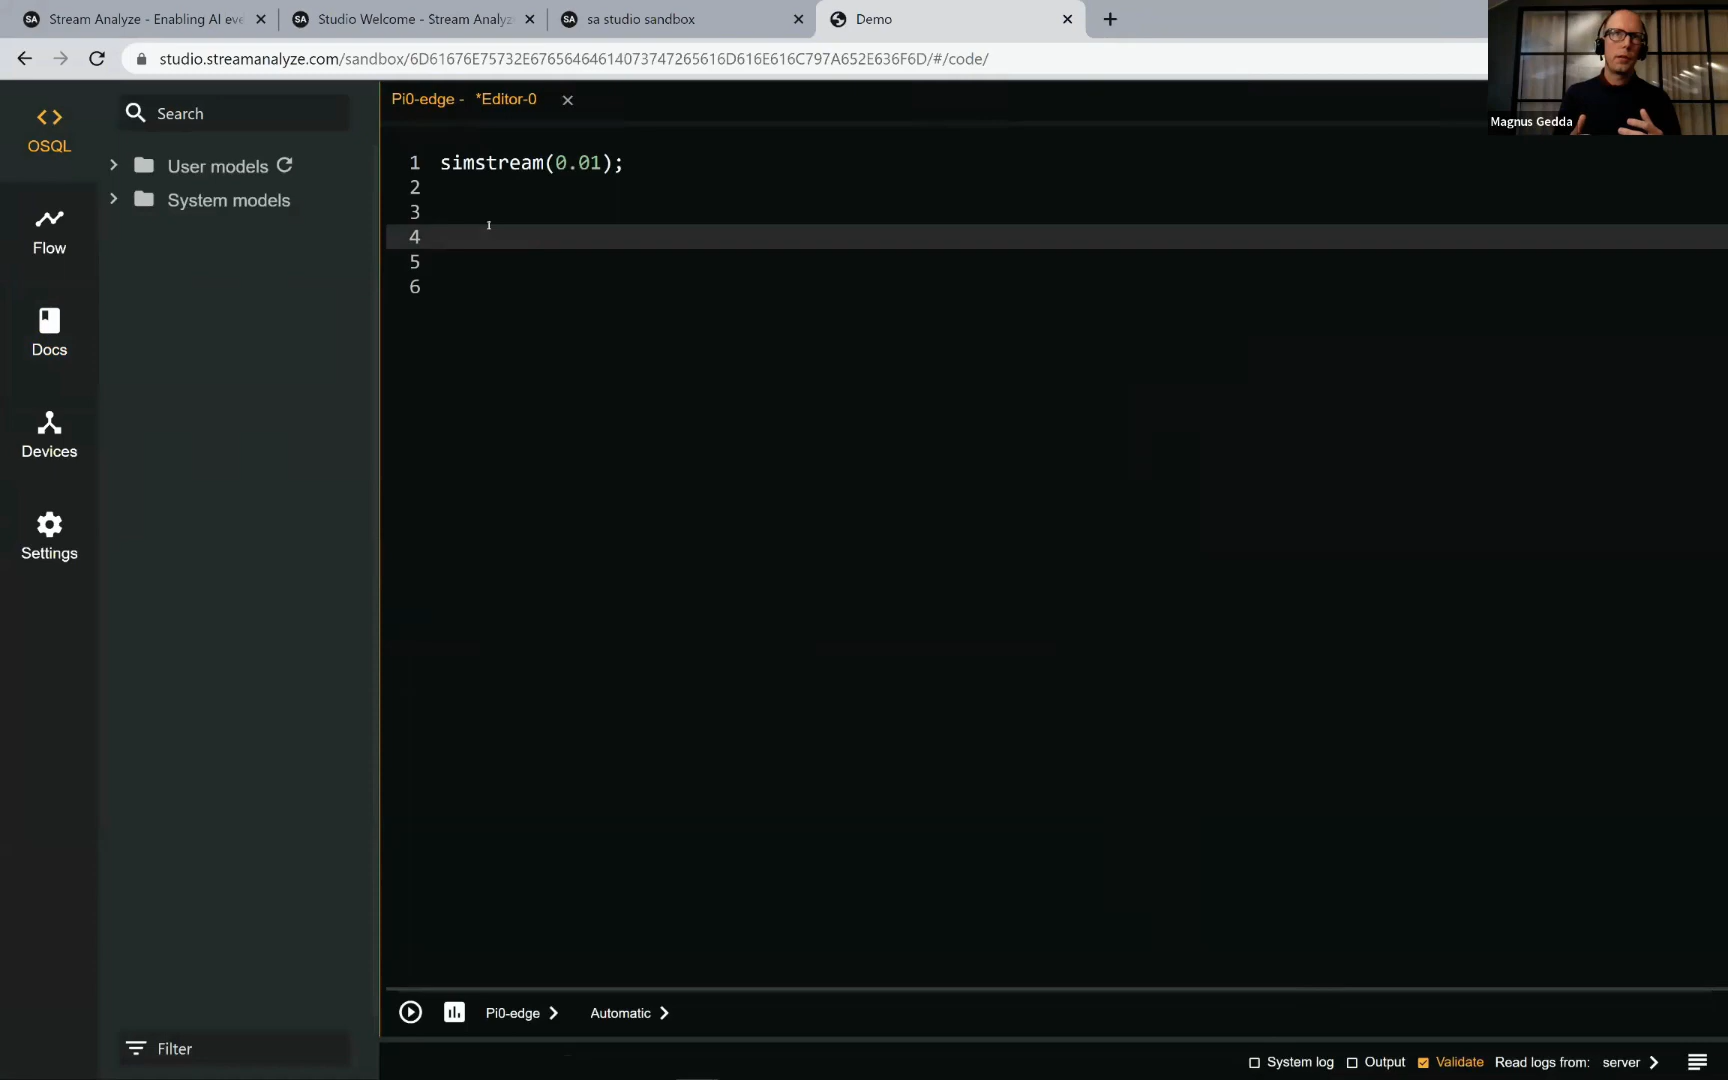 Stream Analyze - Enabling AI eve
Studio Welcome - Stream Analyz
sa studio sandbox
Demo
studio.streamanalyze.com/sandbox/6D61676E75732E67656464614073747265616D616E616C797A652E636F6D/#/code/
Magnus Gedda
OSQL
Flow
Docs
Devices
Settings
Search
User models
System models
Filter
Pi0-edge - *Editor-0
1 simstream(0.01);
2
3
4
5
6
Pi0-edge
Automatic
System log
Output
Validate
Read logs from: server